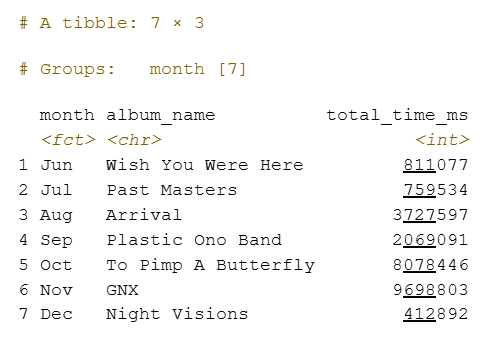 # A tibble: 7 × 3
# Groups:   month [7]
  month album_name          total_time_ms
  <fct> <chr>                       <int>
1 Jun   Wish You Were Here         811077
2 Jul   Past Masters               759534
3 Aug   Arrival                   3727597
4 Sep   Plastic Ono Band          2069091
5 Oct   To Pimp A Butterfly       8078446
6 Nov   GNX                       9698803
7 Dec   Night Visions              412892